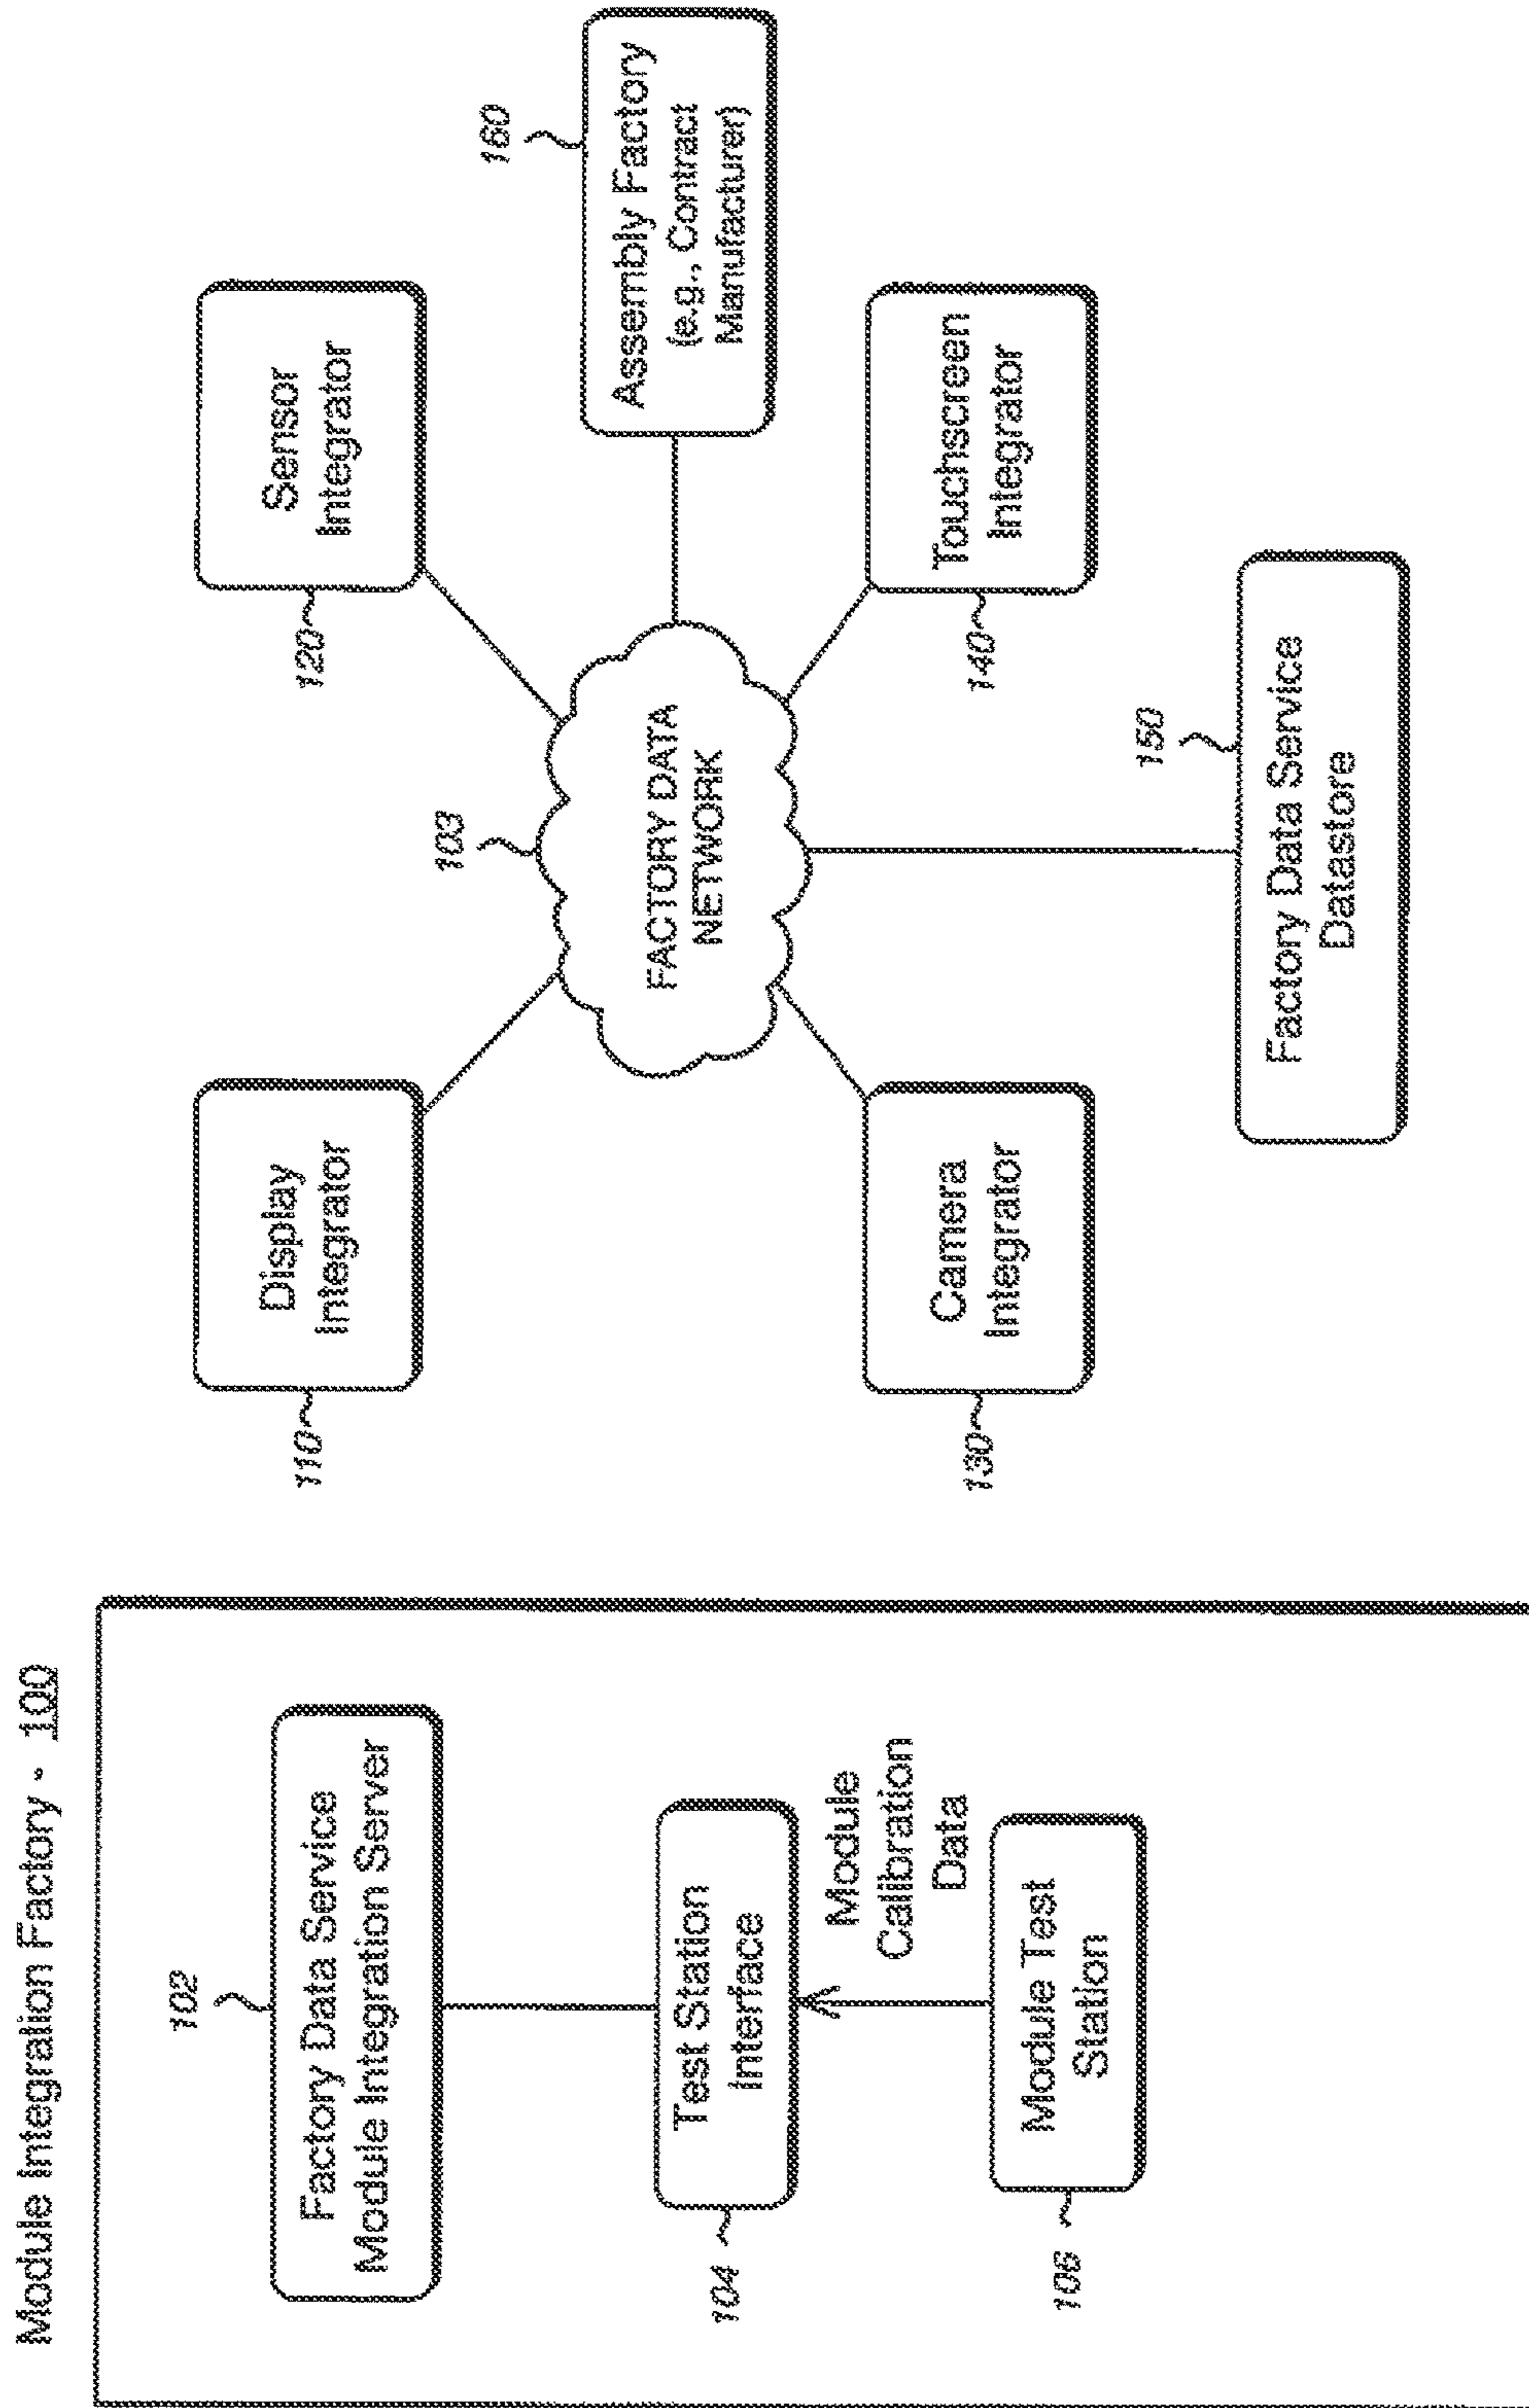 Module Integration Factory - 100
102
Factory Data Service
Module Integration Server
104
Test Station
Interface
Module
Calibration
Data
106
Module Test
Station
110
Display
Integrator
120
Sensor
Integrator
103
FACTORY DATA
NETWORK
160
Assembly Factory
(e.g., Contract
Manufacturer)
130
Camera
Integrator
140
Touchscreen
Integrator
150
Factory Data Service
Datastore